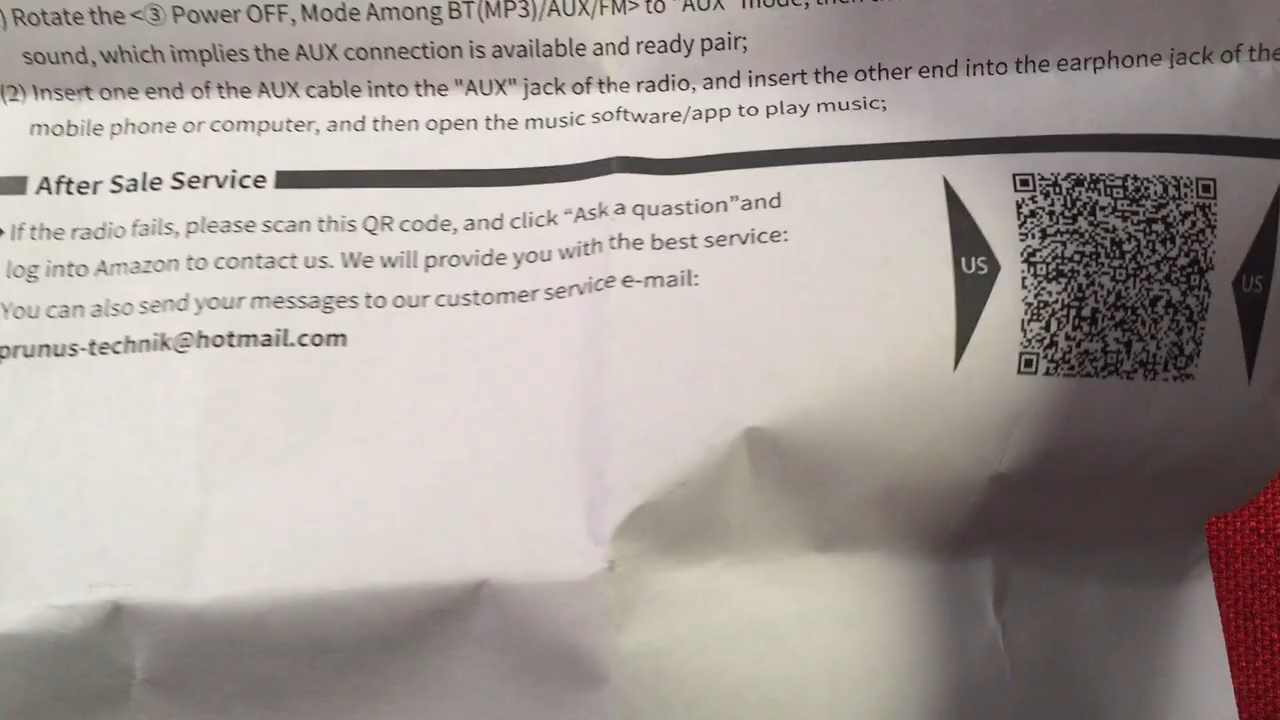 ) Rotate the <③ Power OFF, Mode Among BT(MP3)/AUX/FM> to "AUX" mode, then
sound, which implies the AUX connection is available and ready pair;
(2) Insert one end of the AUX cable into the "AUX" jack of the radio, and insert the other end into the earphone jack of the
mobile phone or computer, and then open the music software/app to play music;
After Sale Service
If the radio fails, please scan this QR code, and click “Ask a quastion”and
log into Amazon to contact us. We will provide you with the best service:
You can also send your messages to our customer service e-mail:
prunus-technik@hotmail.com
US
US